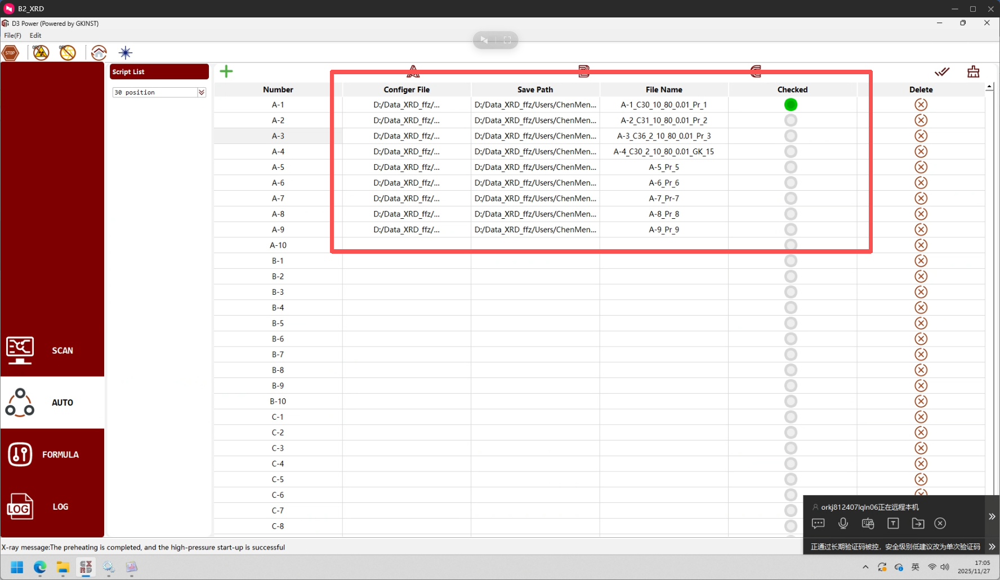 B2_XRD
D3 Power (Powered by GKINST)
File(F) Edit
STOP OFF OFF
Script List
30 position
A B C
Number Configer File Save Path File Name Checked Delete
A-1 D:/Data_XRD_ffz/... D:/Data_XRD_ffz/Users/ChenMen... A-1_C30_10_80_0.01_Pr_1
A-2 D:/Data_XRD_ffz/... D:/Data_XRD_ffz/Users/ChenMen... A-2_C31_10_80_0.01_Pr_2
A-3 D:/Data_XRD_ffz/... D:/Data_XRD_ffz/Users/ChenMen... A-3_C36_2_10_80_0.01_Pr_3
A-4 D:/Data_XRD_ffz/... D:/Data_XRD_ffz/Users/ChenMen... A-4_C30_2_10_80_0.01_GK_15
A-5 D:/Data_XRD_ffz/... D:/Data_XRD_ffz/Users/ChenMen... A-5_Pr_5
A-6 D:/Data_XRD_ffz/... D:/Data_XRD_ffz/Users/ChenMen... A-6_Pr_6
A-7 D:/Data_XRD_ffz/... D:/Data_XRD_ffz/Users/ChenMen... A-7_Pr-7
A-8 D:/Data_XRD_ffz/... D:/Data_XRD_ffz/Users/ChenMen... A-8_Pr_8
A-9 D:/Data_XRD_ffz/... D:/Data_XRD_ffz/Users/ChenMen... A-9_Pr_9
A-10
B-1
B-2
B-3
B-4
B-5
B-6
B-7
B-8
B-9
B-10
C-1
C-2
C-3
C-4
C-5
C-6
C-7
C-8
SCAN
AUTO
FORMULA
LOG LOG
orkj812407lqln06正在远程本机
正通过长期验证码被控，安全级别低建议改为单次验证码
X-ray message:The preheating is completed, and the high-pressure start-up is successful
英
17:05
2025/11/27